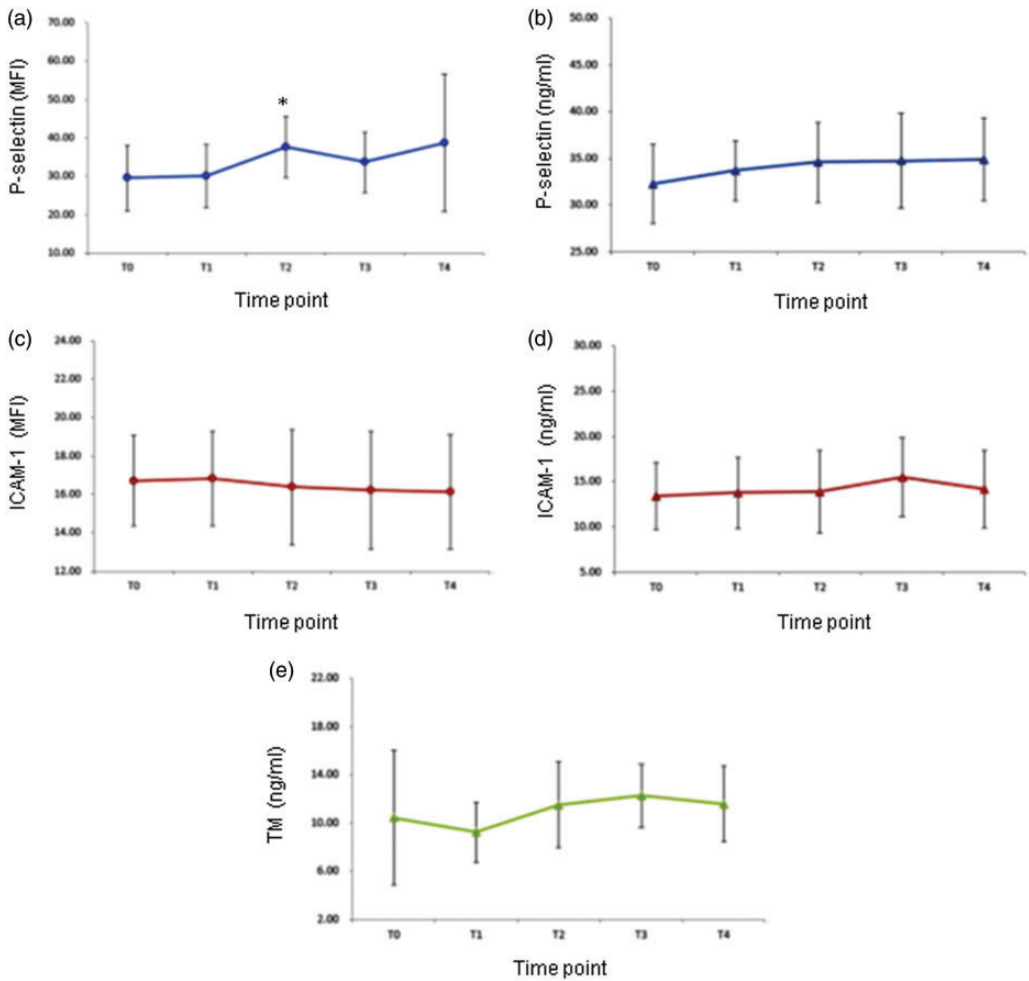 (a)
P-selectin (MFI)
70.00
60.00
50.00
40.00
30.00
20.00
10.00
*
T0 T1 T2 T3 T4
Time point
(b)
P-selectin (ng/ml)
50.00
45.00
40.00
35.00
30.00
25.00
T0 T1 T2 T3 T4
Time point
(c)
ICAM-1 (MFI)
24.00
22.00
20.00
18.00
16.00
14.00
12.00
T0 T1 T2 T3 T4
Time point
(d)
ICAM-1 (ng/ml)
30.00
25.00
20.00
15.00
10.00
5.00
T0 T1 T2 T3 T4
Time point
(e)
TM (ng/ml)
22.00
18.00
14.00
10.00
6.00
2.00
T0 T1 T2 T3 T4
Time point